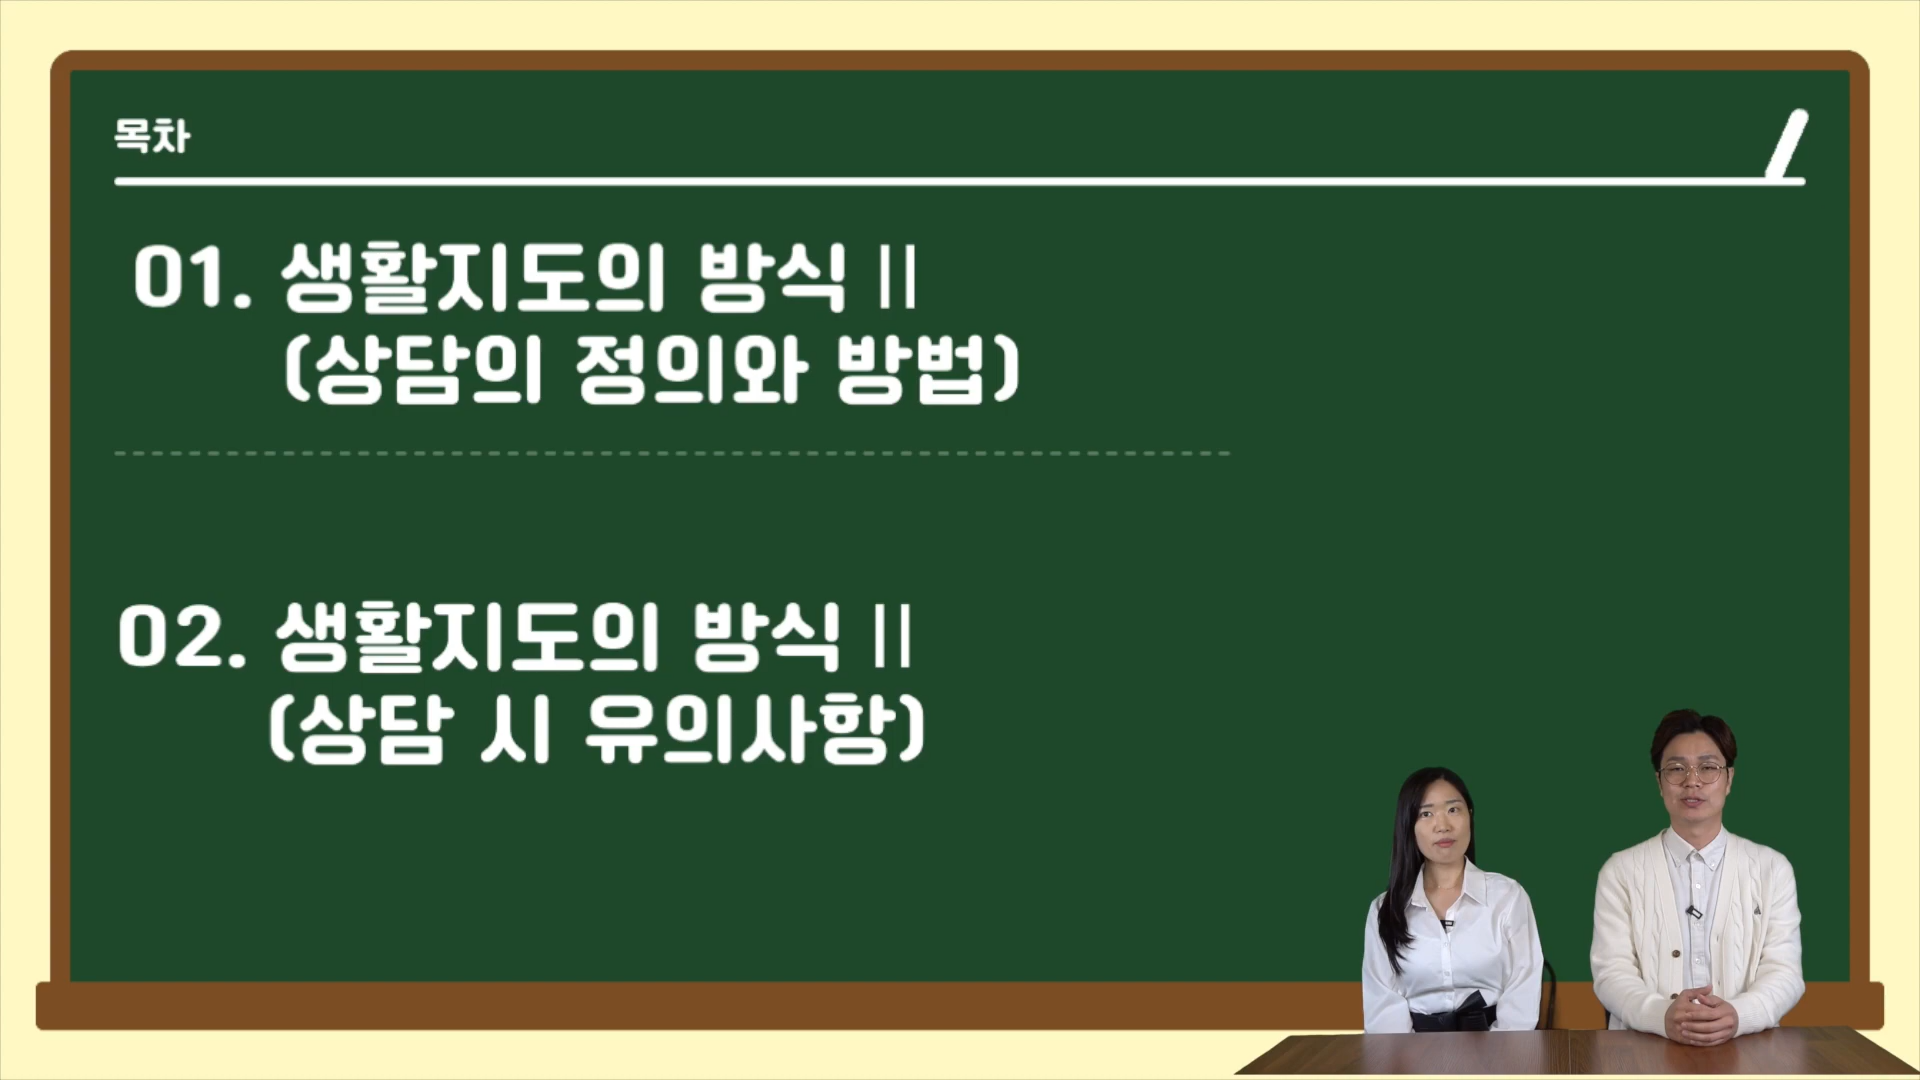 목차
01. 생활지도의 방식 II
(상담의 정의와 방법)
02. 생활지도의 방식 II
(상담 시 유의사항)